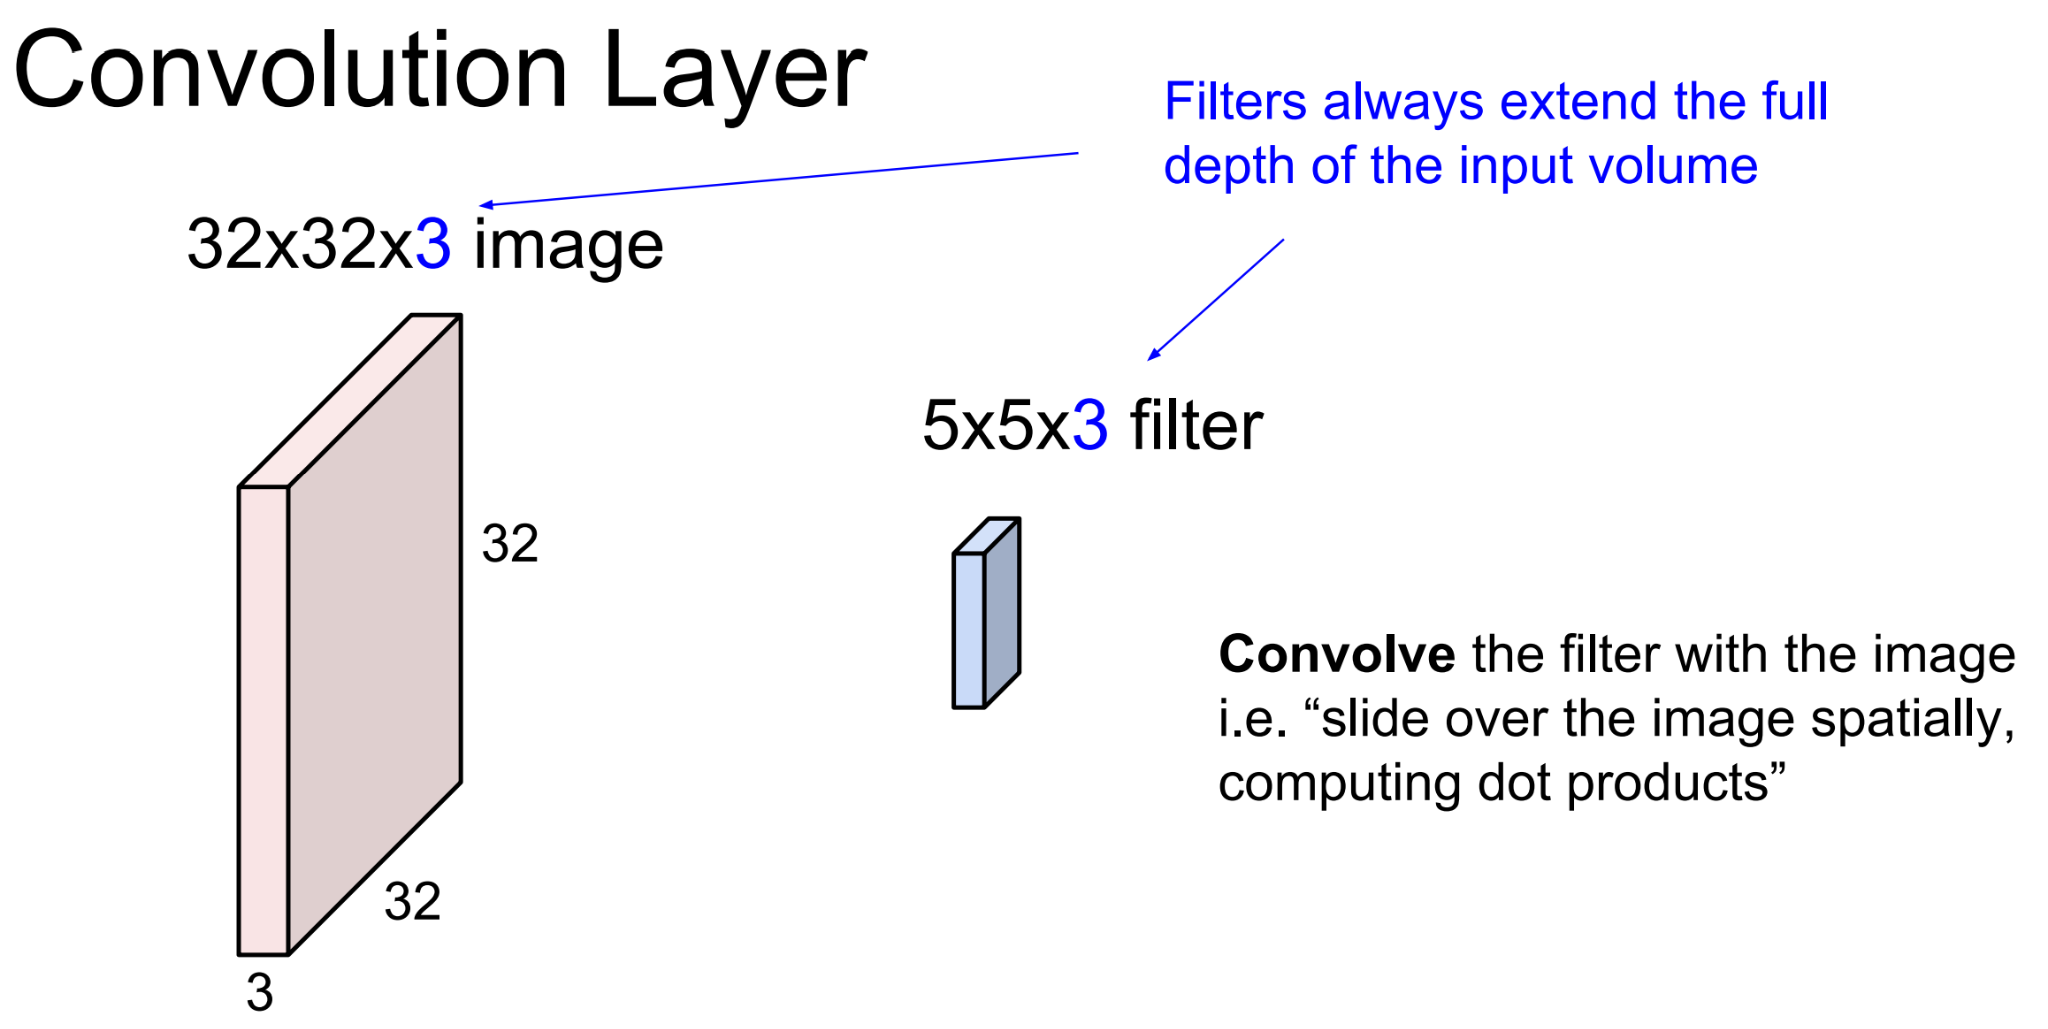 Convolution Layer
Filters always extend the full
depth of the input volume
32x32x3 image
5x5x3 filter
32
Convolve the filter with the image
i.e. “slide over the image spatially,
computing dot products”
32
3